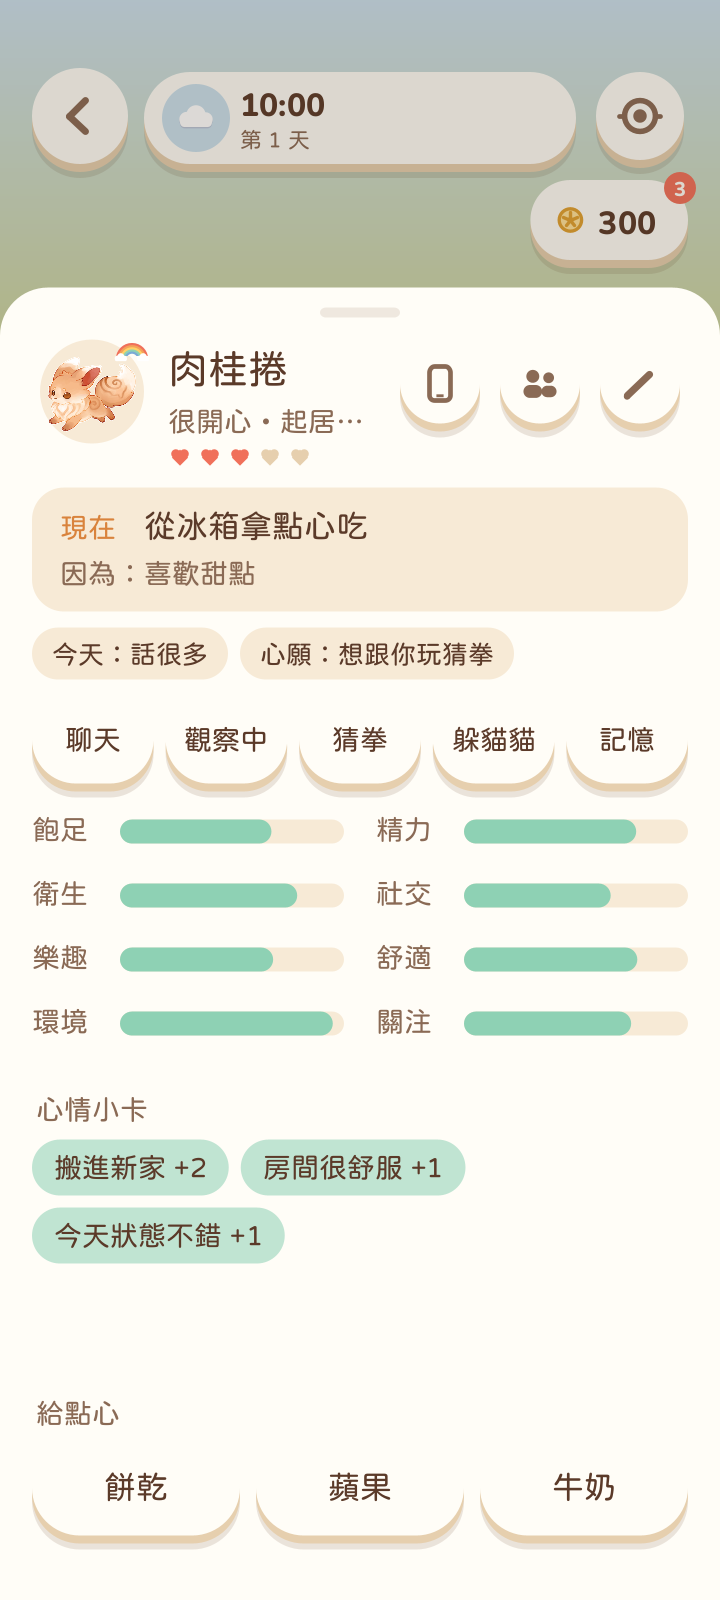 10:00
第 1 天
3
300
肉桂捲
很開心・起居…
現在 從冰箱拿點心吃
因為：喜歡甜點
今天：話很多 心願：想跟你玩猜拳
聊天 觀察中 猜拳 躲貓貓 記憶
飽足 精力
衛生 社交
樂趣 舒適
環境 關注
心情小卡
搬進新家 +2 房間很舒服 +1
今天狀態不錯 +1
給點心
餅乾 蘋果 牛奶